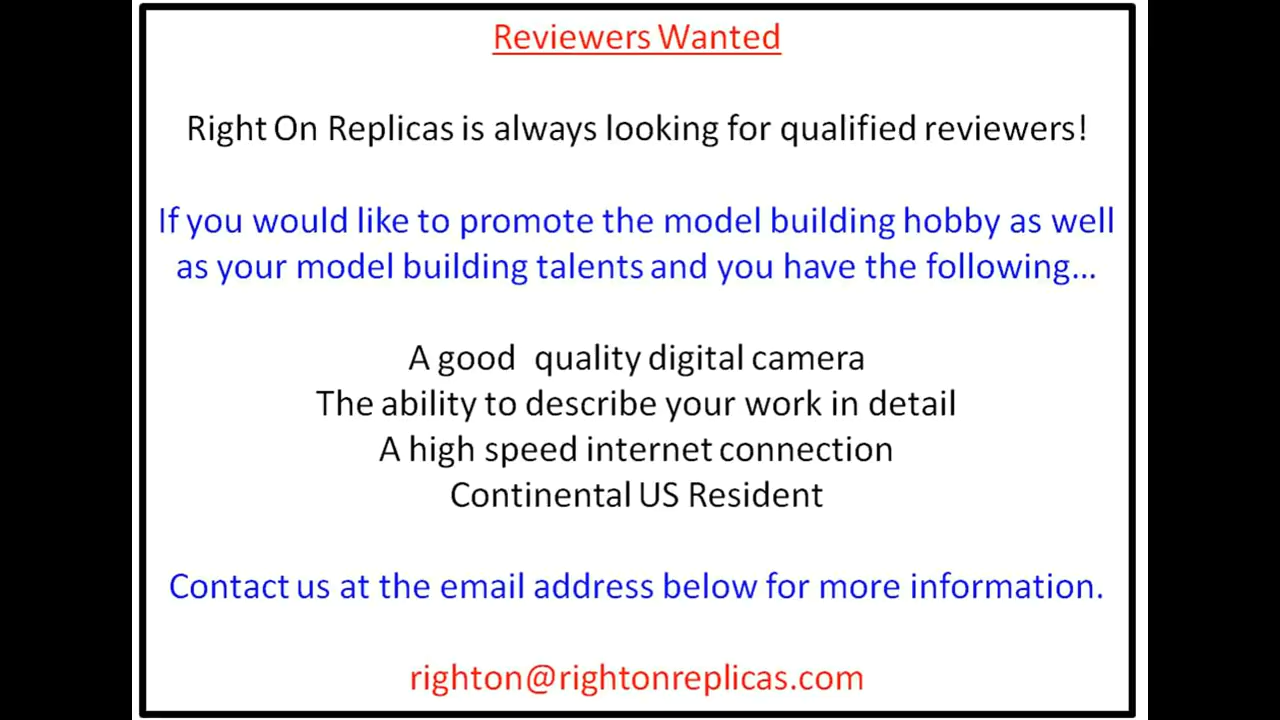 Reviewers Wanted
Right On Replicas is always looking for qualified reviewers!
If you would like to promote the model building hobby as well
as your model building talents and you have the following...
A good quality digital camera
The ability to describe your work in detail
A high speed internet connection
Continental US Resident
Contact us at the email address below for more information.
righton@rightonreplicas.com